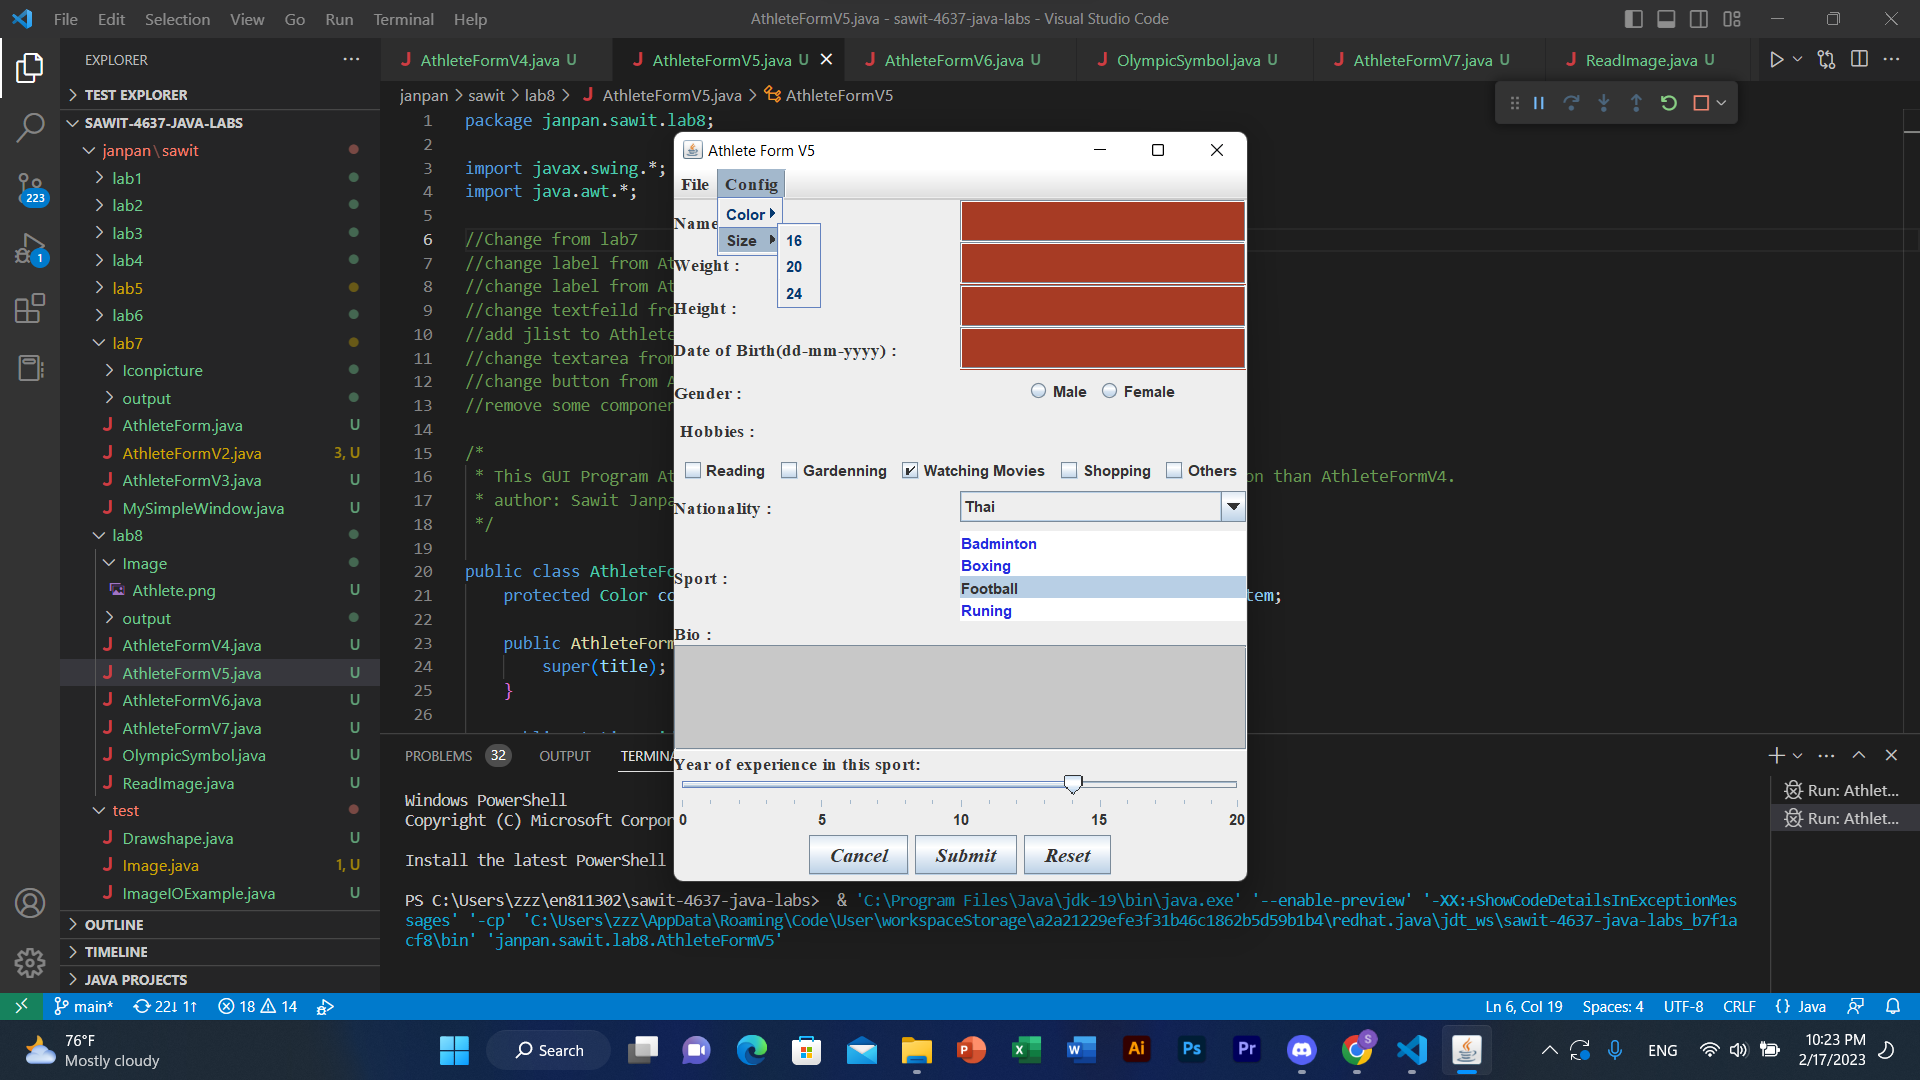 File Edit Selection View Go Run Terminal Help
AthleteFormV5.java - sawit-4637-java-labs - Visual Studio Code
EXPLORER
TEST EXPLORER
SAWIT-4637-JAVA-LABS
janpan\sawit
lab1
lab2
lab3
lab4
lab5
lab6
lab7
Iconpicture
output
AthleteForm.java U
AthleteFormV2.java 3, U
AthleteFormV3.java U
MySimpleWindow.java U
lab8
Image
Athlete.png U
output
AthleteFormV4.java U
AthleteFormV5.java U
AthleteFormV6.java U
AthleteFormV7.java U
OlympicSymbol.java U
ReadImage.java U
test
Drawshape.java U
Image.java 1, U
ImageIOExample.java U
OUTLINE
TIMELINE
JAVA PROJECTS
223
1
AthleteFormV4.java U AthleteFormV5.java U AthleteFormV6.java U OlympicSymbol.java U AthleteFormV7.java U ReadImage.java U
janpan > sawit > lab8 > AthleteFormV5.java > AthleteFormV5
1 package janpan.sawit.lab8;
2
3 import javax.swing.*;
4 import java.awt.*;
5
6 //Change from lab7
7 //change label from At
8 //change label from At
9 //change textfeild fro
10 //add jlist to Athlete
11 //change textarea from
12 //change button from A
13 //remove some componen
14
15 /*
16 * This GUI Program At on than AthleteFormV4.
17 * author: Sawit Janpa
18 */
19
20 public class AthleteFo
21 protected Color co tem;
22
23 public AthleteForm
24 super(title);
25 }
26
Athlete Form V5
File Config
Color
Size
16
20
24
Name
Weight :
Height :
Date of Birth(dd-mm-yyyy) :
Gender : Male Female
Hobbies :
Reading Gardenning Watching Movies Shopping Others
Nationality : Thai
Sport :
Badminton
Boxing
Football
Runing
Bio :
Year of experience in this sport:
0 5 10 15 20
Cancel Submit Reset
PROBLEMS 32 OUTPUT TERMINA
Run: Athlet...
Run: Athlet...
Windows PowerShell
Copyright (C) Microsoft Corpor
Install the latest PowerShell
PS C:\Users\zzz\en811302\sawit-4637-java-labs> & 'C:\Program Files\Java\jdk-19\bin\java.exe' '--enable-preview' '-XX:+ShowCodeDetailsInExceptionMes
sages' '-cp' 'C:\Users\zzz\AppData\Roaming\Code\User\workspaceStorage\a2a21229efe3f31b46c1862b5d59b1b4\redhat.java\jdt_ws\sawit-4637-java-labs_b7f1a
cf8\bin' 'janpan.sawit.lab8.AthleteFormV5'
main* 22↓ 1↑ 18 14
Ln 6, Col 19 Spaces: 4 UTF-8 CRLF {} Java
76°F
Mostly cloudy
Search
Ai Ps Pr
S
ENG
10:23 PM
2/17/2023